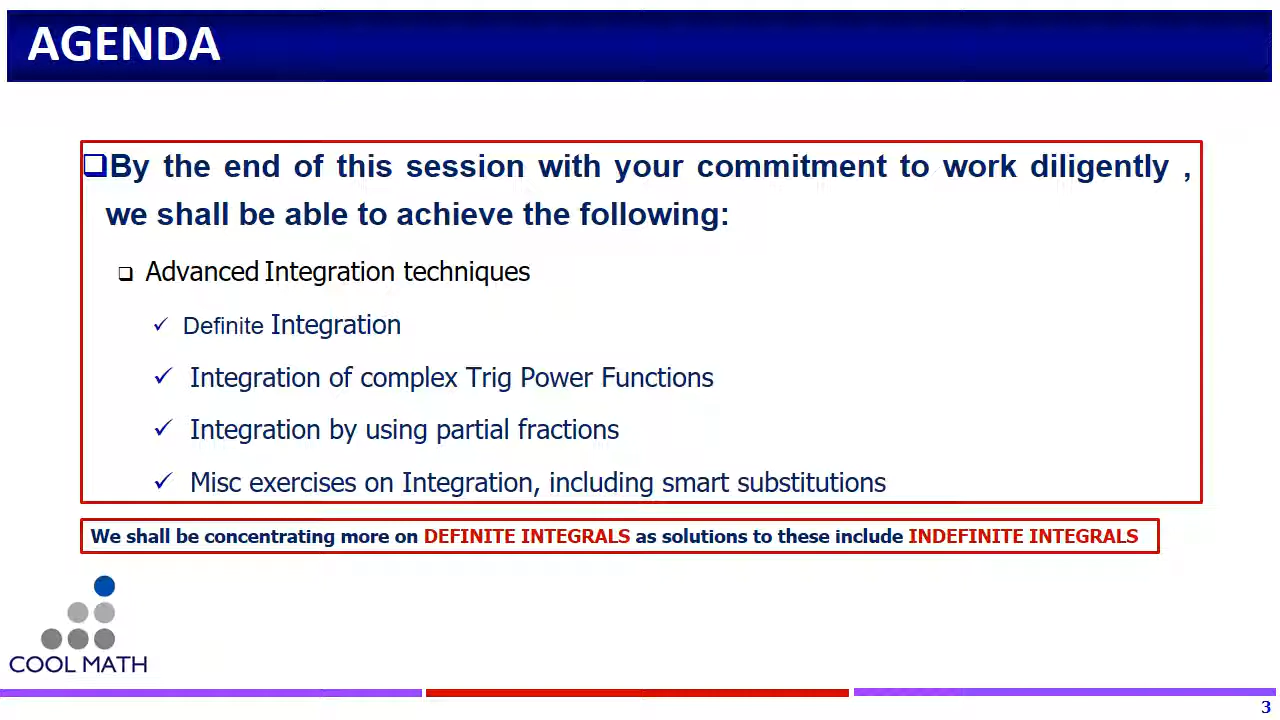 AGENDA
By the end of this session with your commitment to work diligently ,
we shall be able to achieve the following:
Advanced Integration techniques
Definite Integration
Integration of complex Trig Power Functions
Integration by using partial fractions
Misc exercises on Integration, including smart substitutions
We shall be concentrating more on DEFINITE INTEGRALS as solutions to these include INDEFINITE INTEGRALS
COOL MATH
3